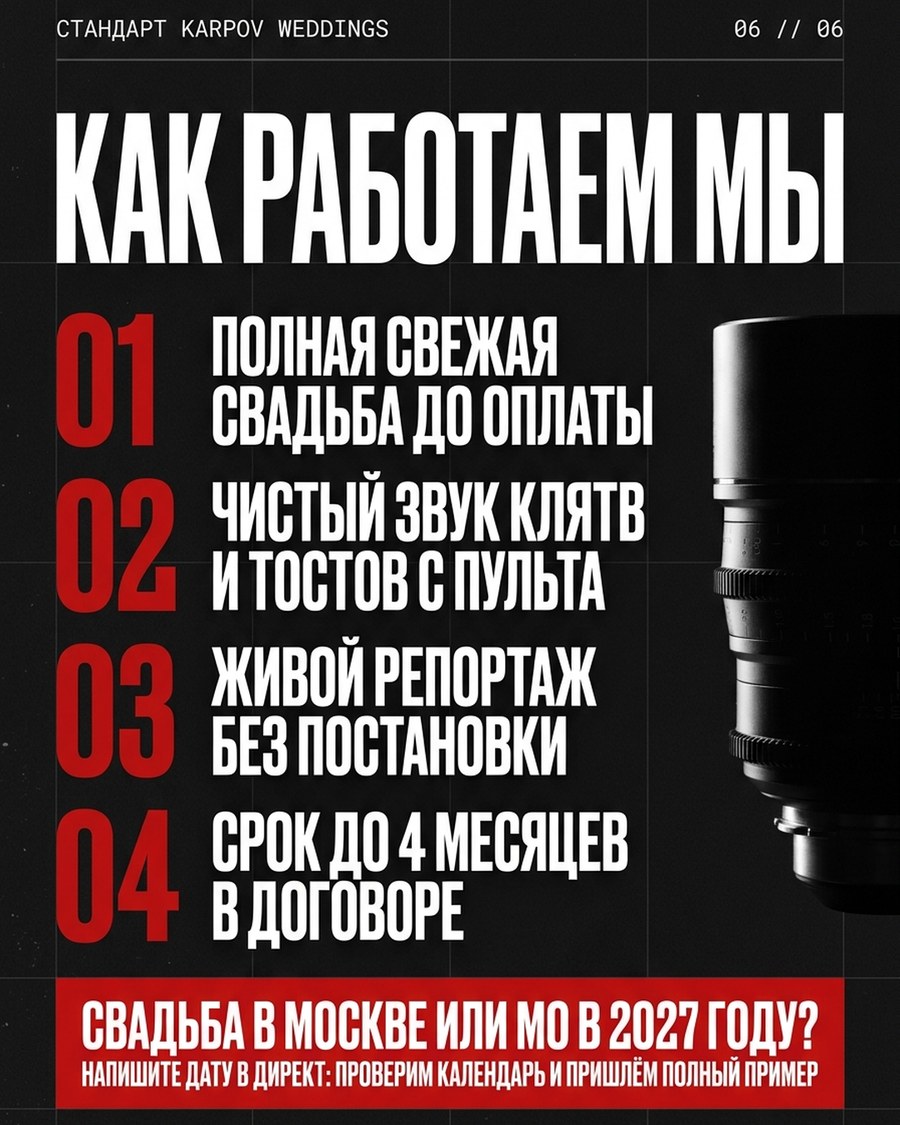 СТАНДАРТ KARPOV WEDDINGS
06 // 06
КАК РАБОТАЕМ МЫ
01
ПОЛНАЯ СВЕЖАЯ
СВАДЬБА ДО ОПЛАТЫ
02
ЧИСТЫЙ ЗВУК КЛЯТВ
И ТОСТОВ С ПУЛЬТА
03
ЖИВОЙ РЕПОРТАЖ
БЕЗ ПОСТАНОВКИ
04
СРОК ДО 4 МЕСЯЦЕВ
В ДОГОВОРЕ
СВАДЬБА В МОСКВЕ ИЛИ МО В 2027 ГОДУ?
НАПИШИТЕ ДАТУ В ДИРЕКТ: ПРОВЕРИМ КАЛЕНДАРЬ И ПРИШЛЁМ ПОЛНЫЙ ПРИМЕР